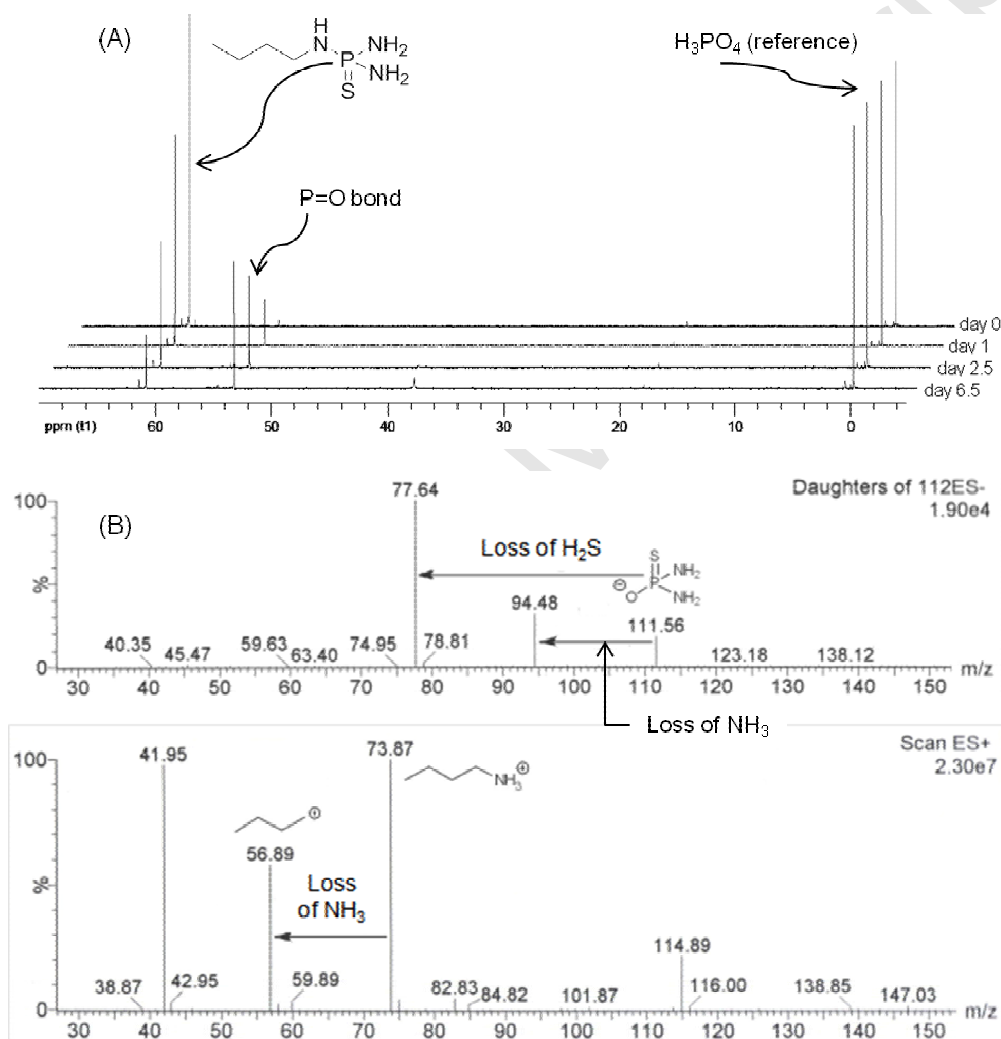 (A)
H
N
NH2
P
NH2
S
H3PO4 (reference)
P=O bond
day 0
day 1
day 2.5
day 6.5
ppm (t1)
60
50
40
30
20
10
0
(B)
Daughters of 112ES-
1.90e4
100
%
0
77.64
Loss of H2S
S
P
NH2
O
NH2
⊖
94.48
111.56
40.35
45.47
59.63
63.40
74.95
78.81
123.18
138.12
30 40 50 60 70 80 90 100 110 120 130 140 150 m/z
Loss of NH3
Scan ES+
2.30e7
100
%
0
41.95
73.87
NH3
⊕
⊕
56.89
Loss
of NH3
114.89
38.87
42.95
59.89
82.83
84.82
101.87
116.00
138.85
147.03
30 40 50 60 70 80 90 100 110 120 130 140 150 m/z